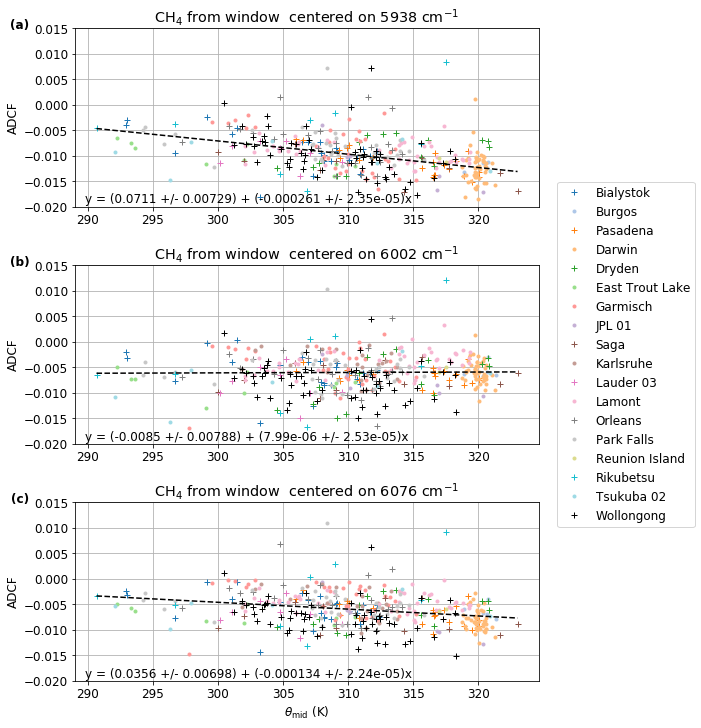 (a)
CH4 from window centered on 5938 cm−1
0.015
0.010
0.005
0.000
−0.005
−0.010
−0.015
−0.020
ADCF
y = (0.0711 +/- 0.00729) + (-0.000261 +/- 2.35e-05)x
290 295 300 305 310 315 320
(b)
CH4 from window centered on 6002 cm−1
0.015
0.010
0.005
0.000
−0.005
−0.010
−0.015
−0.020
ADCF
y = (-0.0085 +/- 0.00788) + (7.99e-06 +/- 2.53e-05)x
290 295 300 305 310 315 320
(c)
CH4 from window centered on 6076 cm−1
0.015
0.010
0.005
0.000
−0.005
−0.010
−0.015
−0.020
ADCF
y = (0.0356 +/- 0.00698) + (-0.000134 +/- 2.24e-05)x
290 295 300 305 310 315 320
θmid (K)
Bialystok
Burgos
Pasadena
Darwin
Dryden
East Trout Lake
Garmisch
JPL 01
Saga
Karlsruhe
Lauder 03
Lamont
Orleans
Park Falls
Reunion Island
Rikubetsu
Tsukuba 02
Wollongong